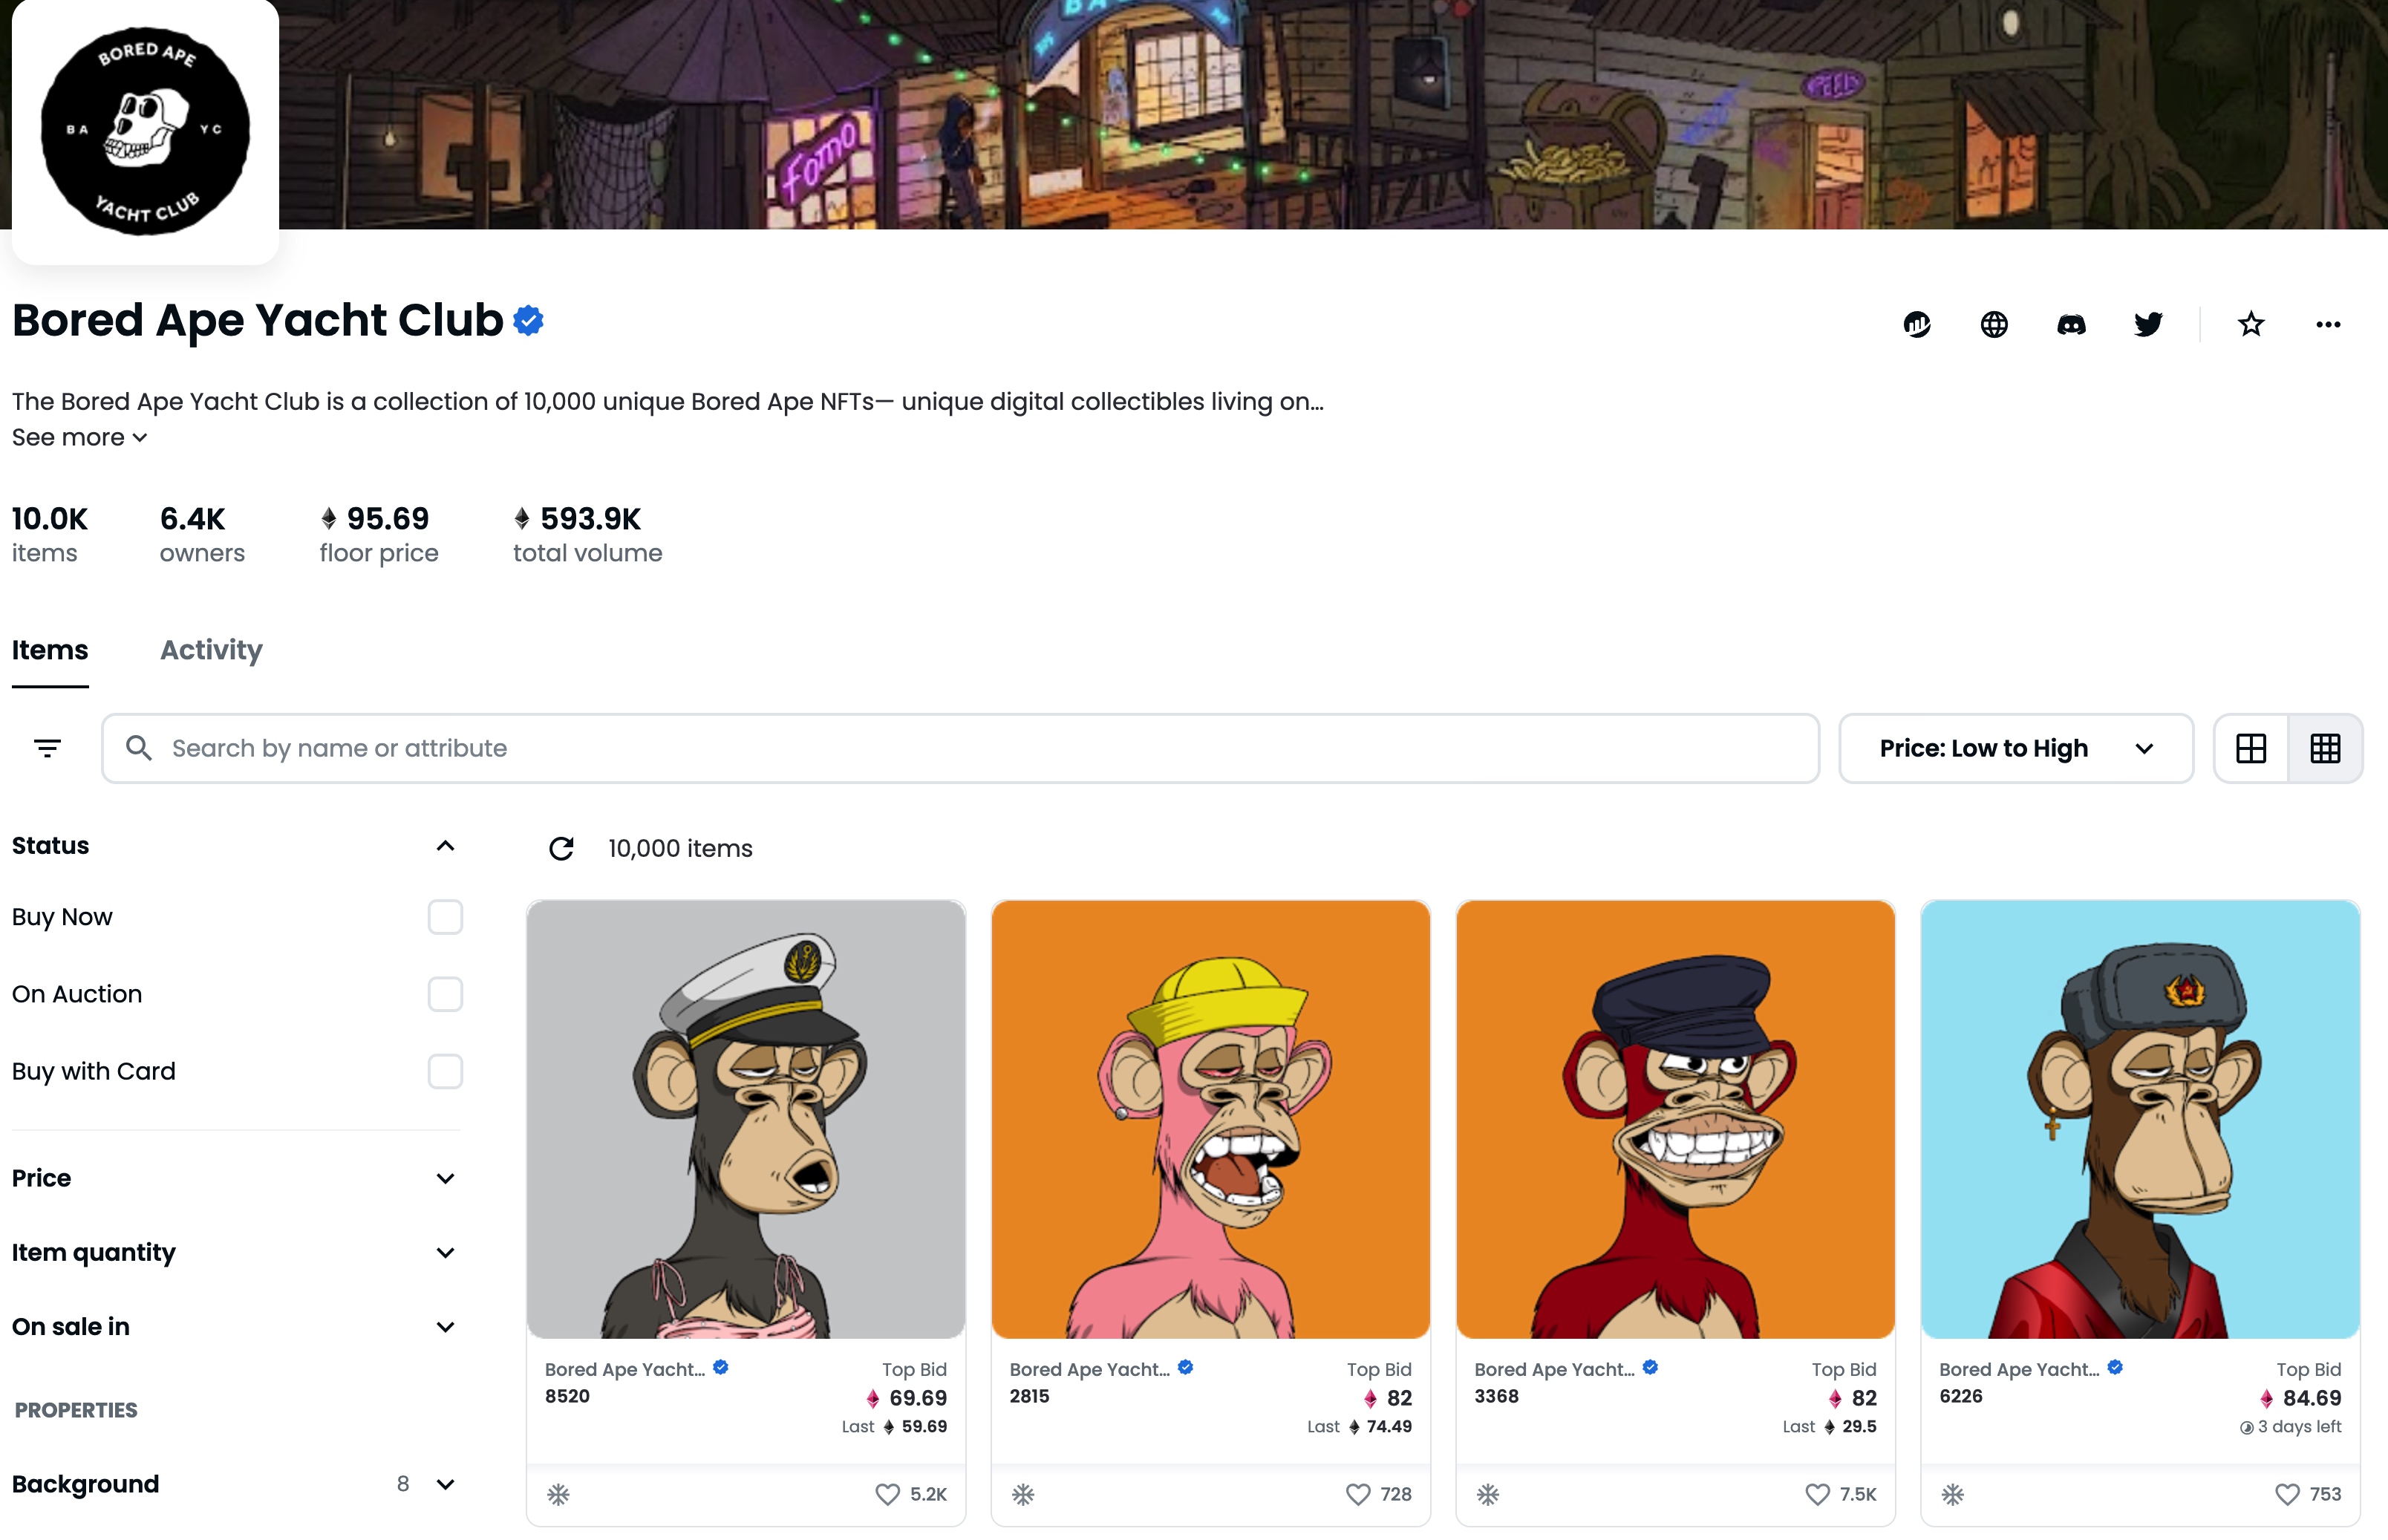 BORED APE
BA YC
YACHT CLUB
BA
Fomo
Bored Ape Yacht Club
The Bored Ape Yacht Club is a collection of 10,000 unique Bored Ape NFTs— unique digital collectibles living on...
See more
10.0K 6.4K 95.69 593.9K
items owners floor price total volume
Items Activity
Search by name or attribute
Price: Low to High
Status
10,000 items
Buy Now
On Auction
Buy with Card
Price
Item quantity
On sale in
PROPERTIES
Background 8
Bored Ape Yacht... Top Bid
8520 69.69
Last 59.69
5.2K
Bored Ape Yacht... Top Bid
2815 82
Last 74.49
728
Bored Ape Yacht... Top Bid
3368 82
Last 29.5
7.5K
Bored Ape Yacht... Top Bid
6226 84.69
3 days left
753